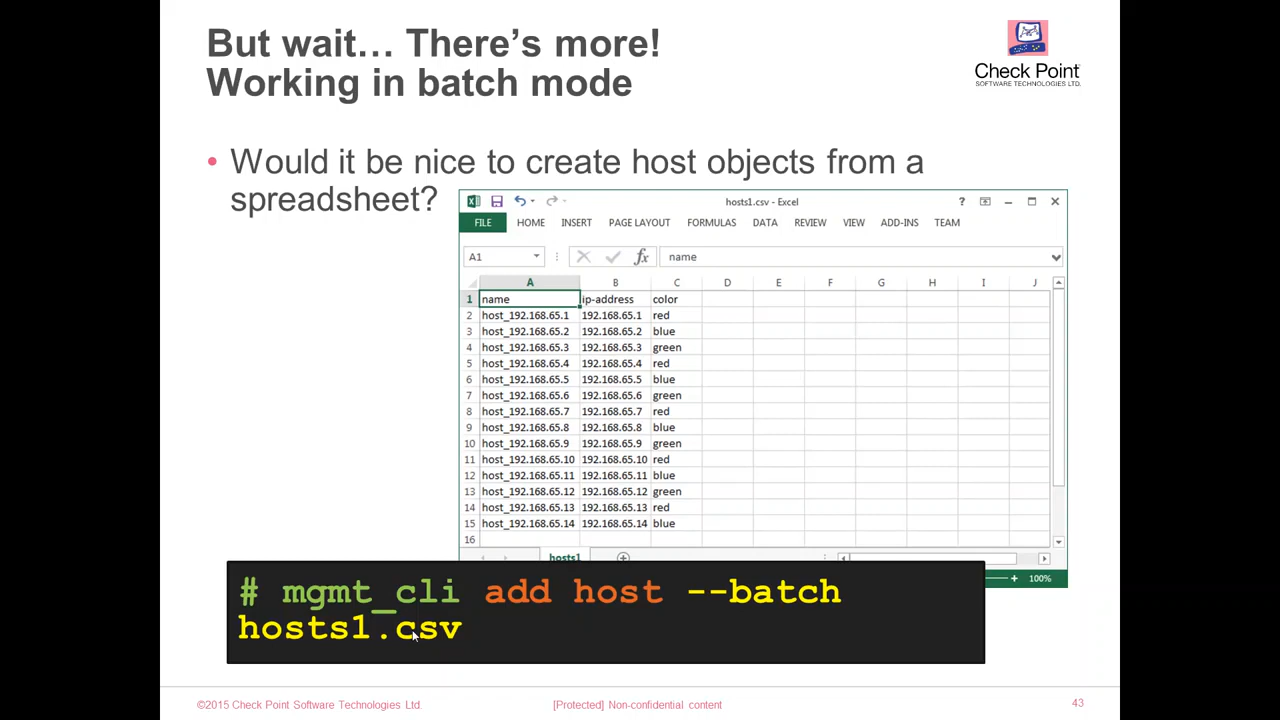 But wait… There's more!
Working in batch mode
Check Point
SOFTWARE TECHNOLOGIES LTD.
• Would it be nice to create host objects from a
spreadsheet?
hosts1.csv - Excel
FILE HOME INSERT PAGE LAYOUT FORMULAS DATA REVIEW VIEW ADD-INS TEAM
A1 fx name
A B C D E F G H I J
1 name ip-address color
2 host_192.168.65.1 192.168.65.1 red
3 host_192.168.65.2 192.168.65.2 blue
4 host_192.168.65.3 192.168.65.3 green
5 host_192.168.65.4 192.168.65.4 red
6 host_192.168.65.5 192.168.65.5 blue
7 host_192.168.65.6 192.168.65.6 green
8 host_192.168.65.7 192.168.65.7 red
9 host_192.168.65.8 192.168.65.8 blue
10 host_192.168.65.9 192.168.65.9 green
11 host_192.168.65.10 192.168.65.10 red
12 host_192.168.65.11 192.168.65.11 blue
13 host_192.168.65.12 192.168.65.12 green
14 host_192.168.65.13 192.168.65.13 red
15 host_192.168.65.14 192.168.65.14 blue
16
hosts1
100%
# mgmt_cli add host --batch
hosts1.csv
©2015 Check Point Software Technologies Ltd. [Protected] Non-confidential content 43